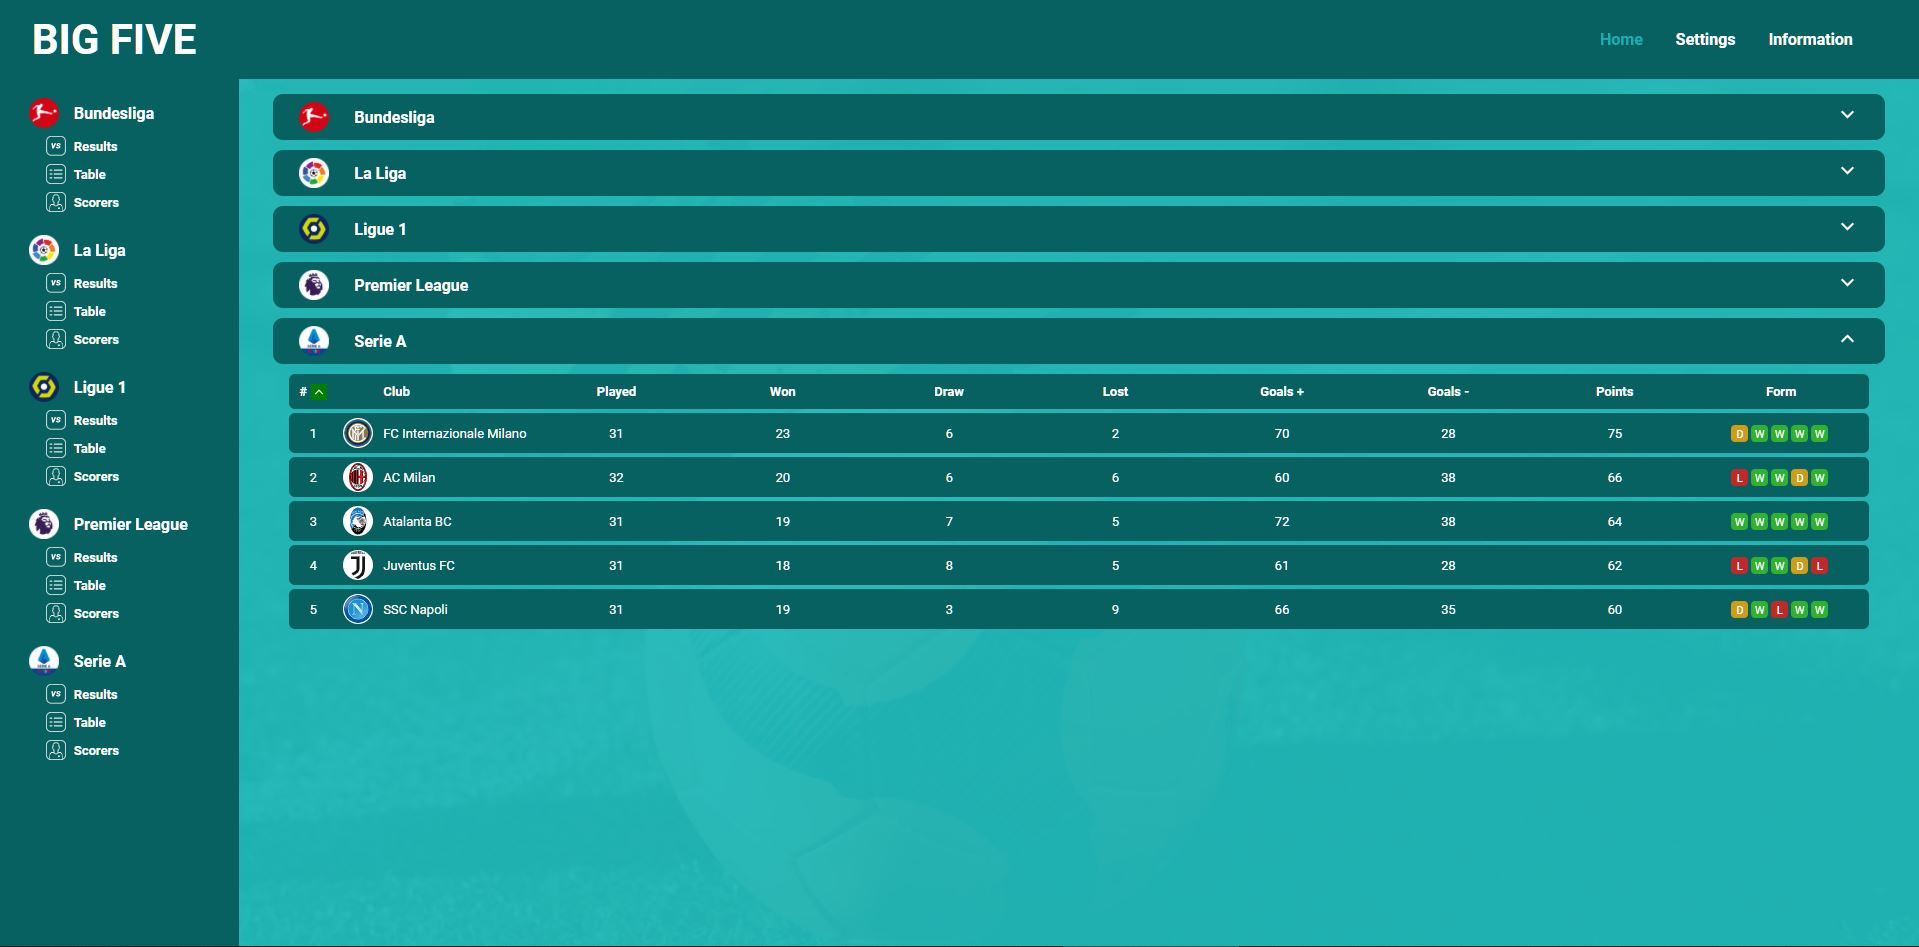 BIG FIVE
Home Settings Information
Bundesliga
vs Results
Table
Scorers
La Liga
vs Results
Table
Scorers
Ligue 1
vs Results
Table
Scorers
Premier League
vs Results
Table
Scorers
Serie A
vs Results
Table
Scorers
Bundesliga
La Liga
Ligue 1
Premier League
Serie A
# Club Played Won Draw Lost Goals + Goals - Points Form
1 FC Internazionale Milano 31 23 6 2 70 28 75 D W W W W
2 AC Milan 32 20 6 6 60 38 66 L W W D W
3 Atalanta BC 31 19 7 5 72 38 64 W W W W W
4 Juventus FC 31 18 8 5 61 28 62 L W W D L
5 SSC Napoli 31 19 3 9 66 35 60 D W L W W